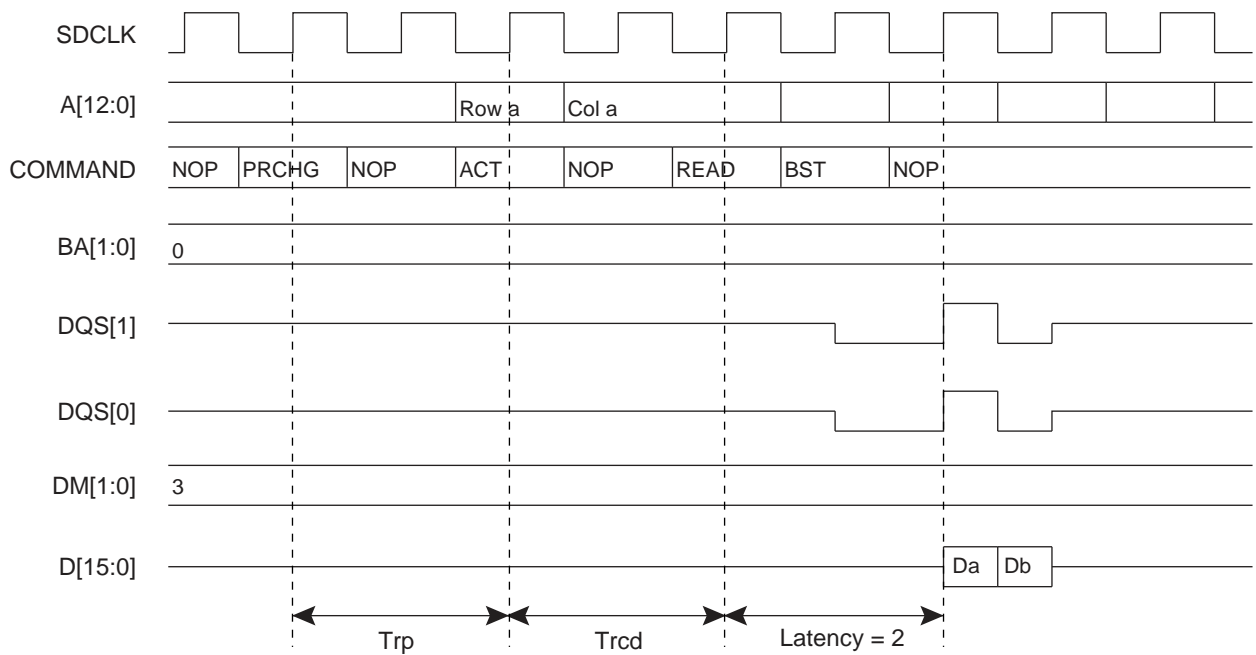 SDCLK
A[12:0] Row a Col a
COMMAND NOP PRCHG NOP ACT NOP READ BST NOP
BA[1:0] 0
DQS[1]
DQS[0]
DM[1:0] 3
D[15:0] Da Db
Trp Trcd Latency = 2